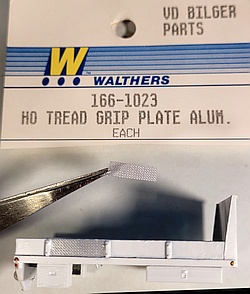 VD BILGER
PARTS
W
WALTHERS
166-1023
HO TREAD GRIP PLATE ALUM.
EACH